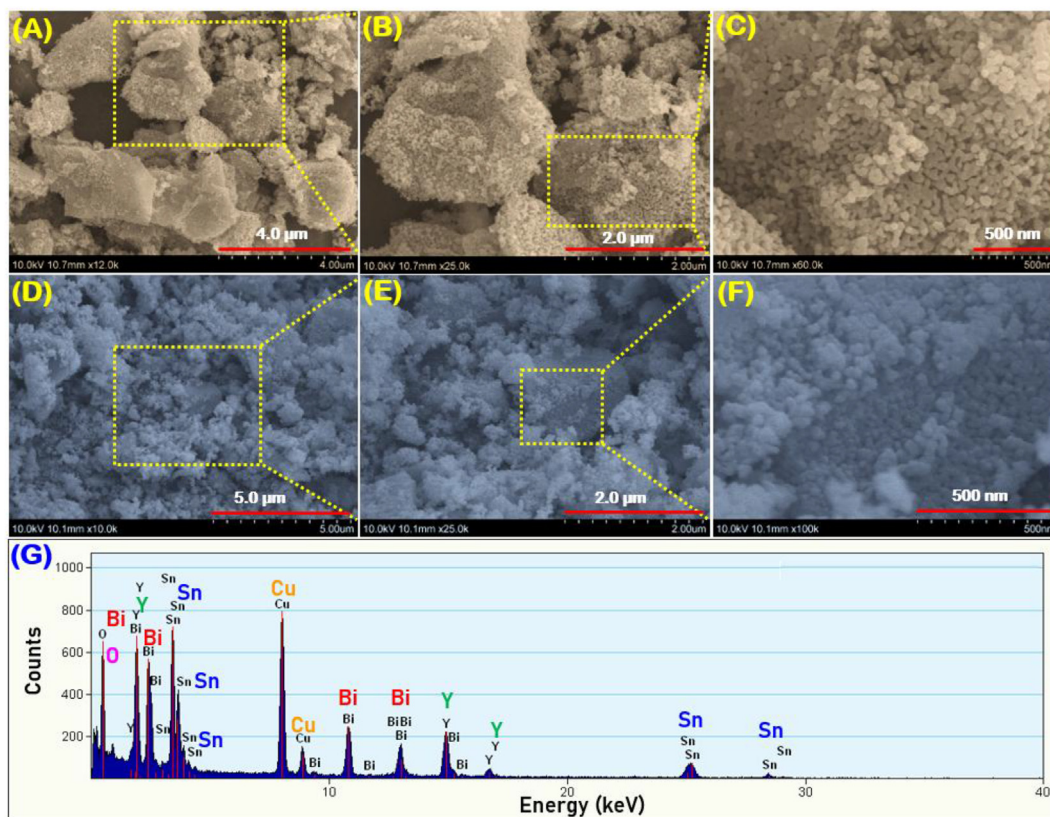 (A)
4.0 µm
10.0kV 10.7mm x12.0k 4.00um
(B)
2.0 µm
10.0kV 10.7mm x25.0k 2.00um
(C)
500 nm
10.0kV 10.7mm x60.0k 500nm
(D)
5.0 µm
10.0kV 10.1mm x10.0k 5.00um
(E)
2.0 µm
10.0kV 10.1mm x25.0k 2.00um
(F)
500 nm
10.0kV 10.1mm x100k 500nm
(G)
Counts
1000
800
600
400
200
O
Bi
O
Y
Y
Y
Bi
Bi
Bi
Bi
Y
Sn
Sn
Sn
Sn
Sn
Sn
Sn
Sn
Sn
Sn
Cu
Cu
Cu
Cu
Bi
Bi
Bi
Bi
Bi
BiBi
Bi
Y
Y
Bi
Bi
Y
Y
Y
Sn
Sn
Sn
Sn
Sn
Sn
10
20
30
40
Energy (keV)